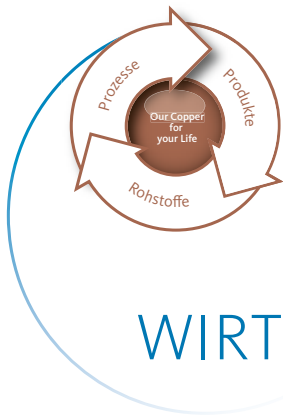 Prozesse
Produkte
Our Copper
for
your Life
Rohstoffe
WIRT